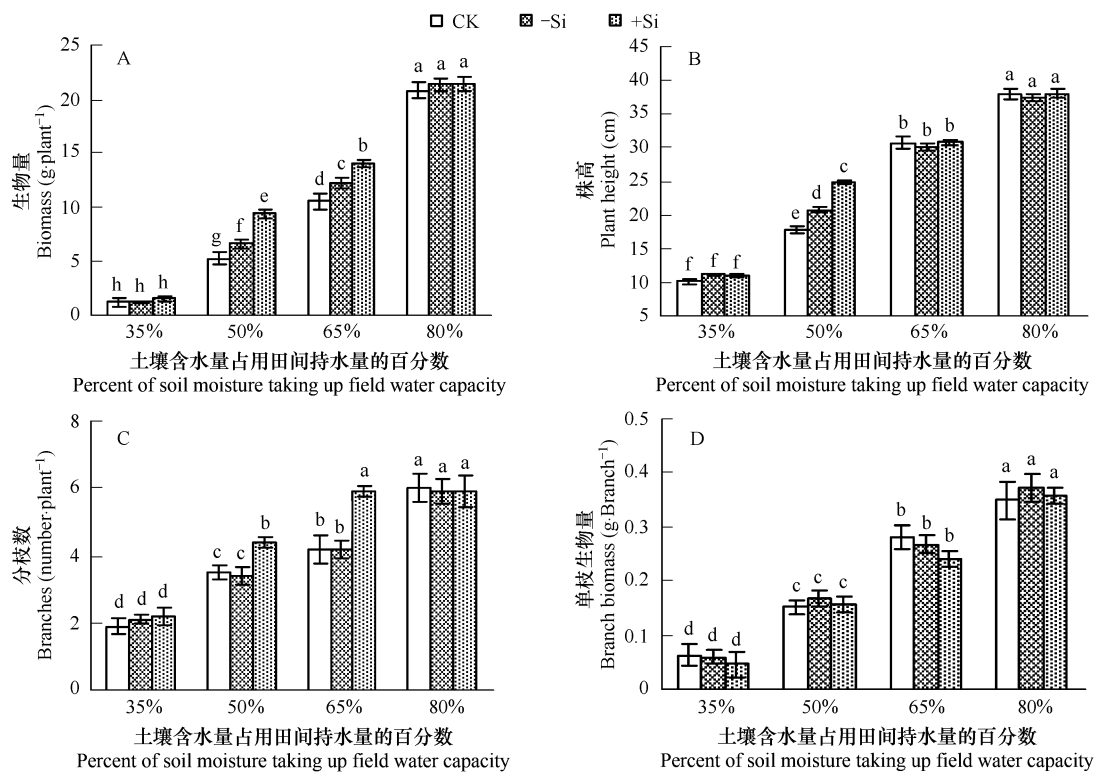 CK −Si +Si
A
生物量
Biomass (g·plant⁻¹)
25
20
15
10
5
0
h h h
g f e
d c b
a a a
35% 50% 65% 80%
土壤含水量占用田间持水量的百分数
Percent of soil moisture taking up field water capacity
B
株高
Plant height (cm)
45
40
35
30
25
20
15
10
5
f f f
e d c
b b b
a a a
35% 50% 65% 80%
土壤含水量占用田间持水量的百分数
Percent of soil moisture taking up field water capacity
C
分枝数
Branches (number·plant⁻¹)
8
6
4
2
0
d d d
c c b
b b a
a a a
35% 50% 65% 80%
土壤含水量占用田间持水量的百分数
Percent of soil moisture taking up field water capacity
D
单枝生物量
Branch biomass (g·Branch⁻¹)
0.5
0.4
0.3
0.2
0.1
0
d d d
c c c
b b b
a a a
35% 50% 65% 80%
土壤含水量占用田间持水量的百分数
Percent of soil moisture taking up field water capacity